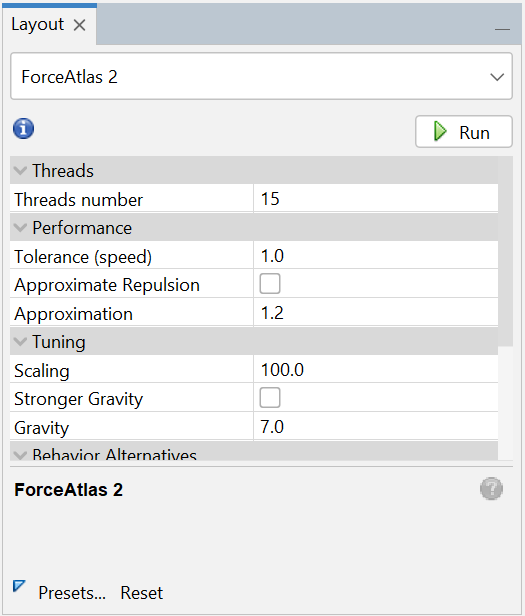 Layout
ForceAtlas 2
Run
Threads
Threads number 15
Performance
Tolerance (speed) 1.0
Approximate Repulsion
Approximation 1.2
Tuning
Scaling 100.0
Stronger Gravity
Gravity 7.0
Behavior Alternatives
ForceAtlas 2
Presets... Reset